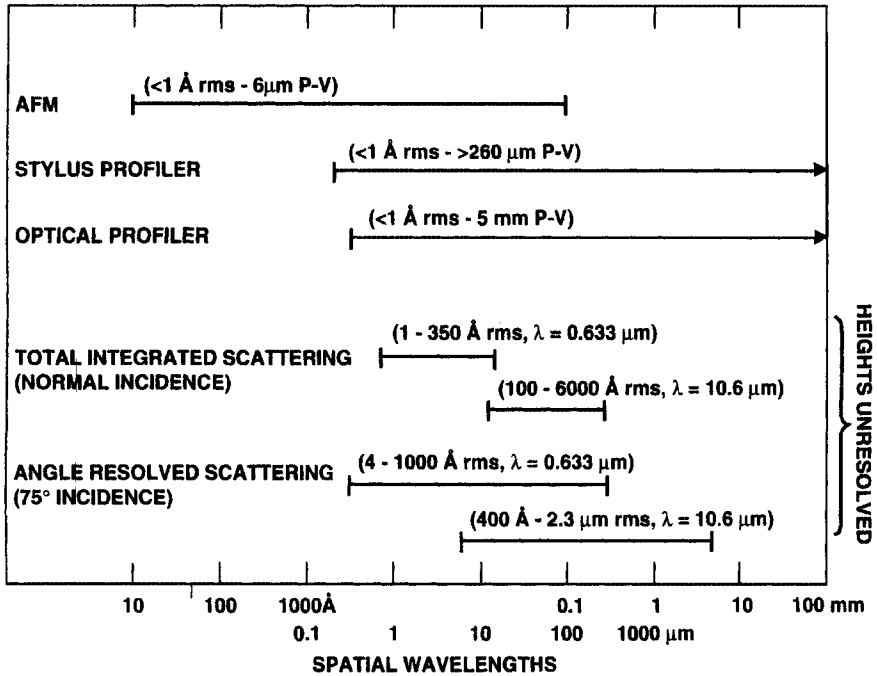 (<1 Å rms - 6μm P-V)
AFM
(<1 Å rms - >260 μm P-V)
STYLUS PROFILER
(<1 Å rms - 5 mm P-V)
OPTICAL PROFILER
(1 - 350 Å rms, λ = 0.633 μm)
TOTAL INTEGRATED SCATTERING
(NORMAL INCIDENCE)
(100 - 6000 Å rms, λ = 10.6 μm)
ANGLE RESOLVED SCATTERING
(75° INCIDENCE)
(4 - 1000 Å rms, λ = 0.633 μm)
(400 Å - 2.3 μm rms, λ = 10.6 μm)
HEIGHTS UNRESOLVED
10 100 1000Å 0.1 1 10 100 mm
0.1 1 10 100 1000 μm
SPATIAL WAVELENGTHS